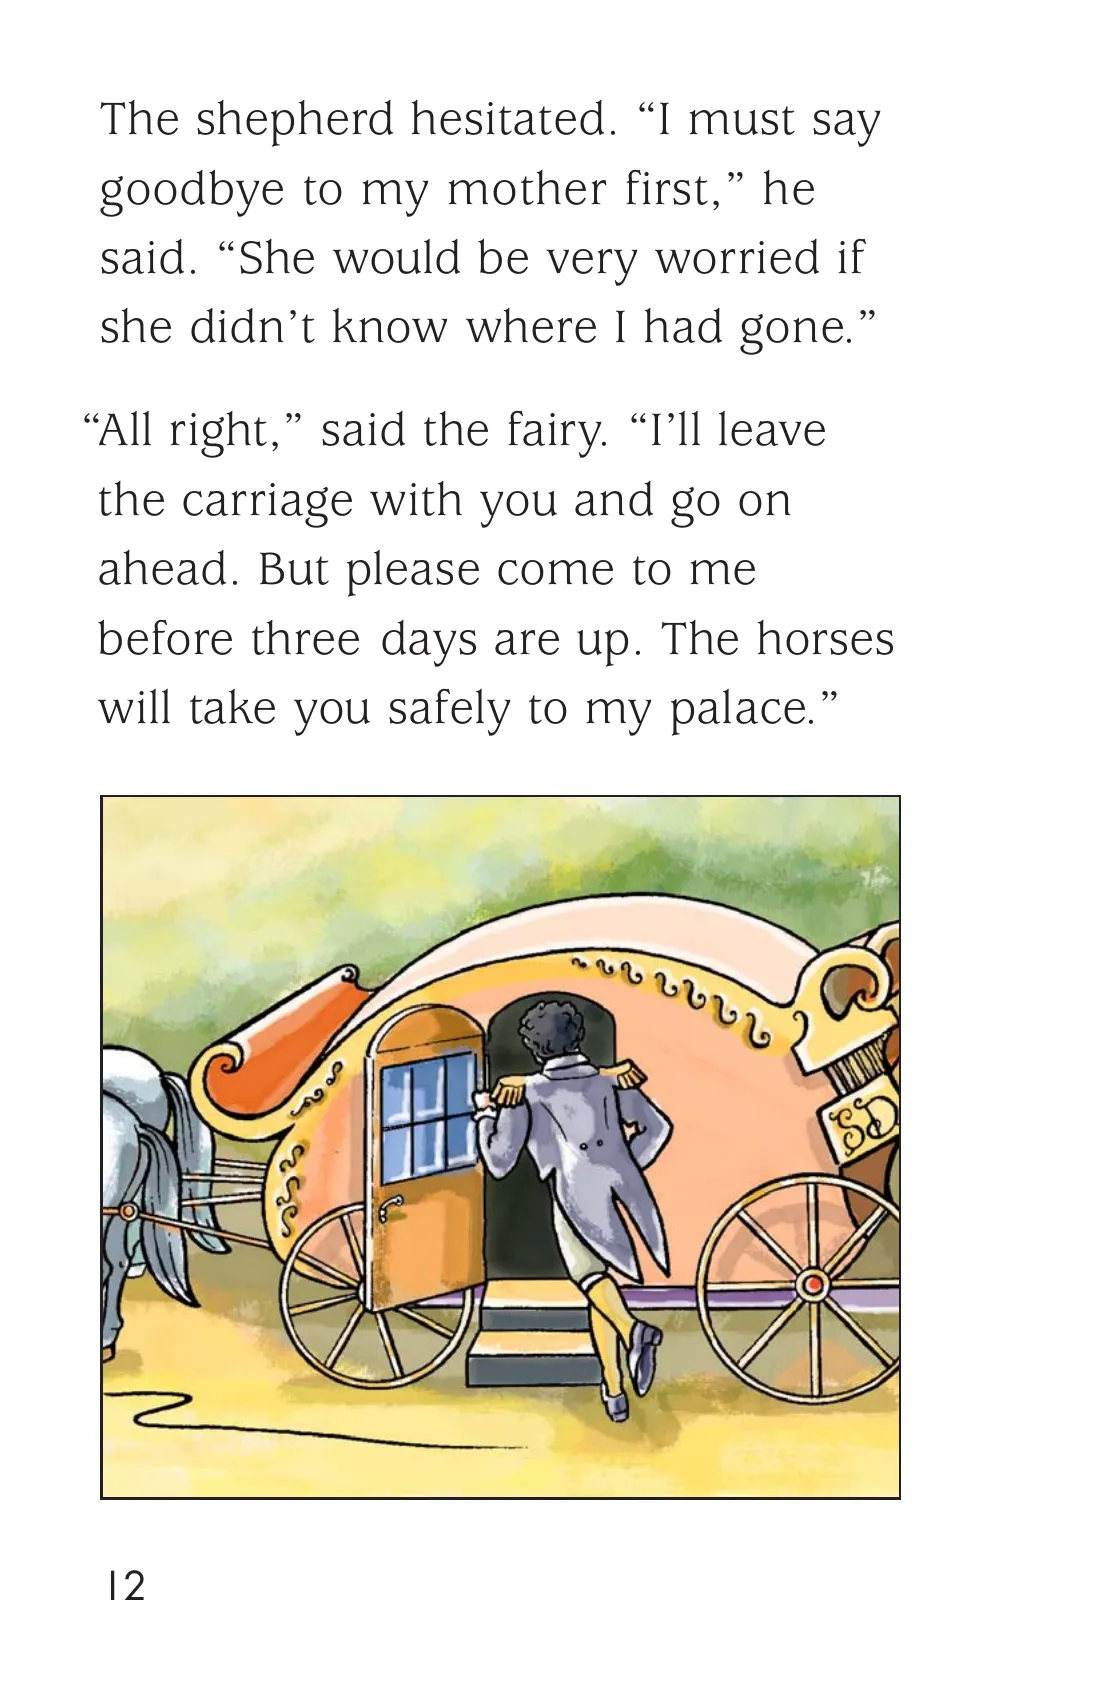 The shepherd hesitated. “I must say
goodbye to my mother first,” he
said. “She would be very worried if
she didn’t know where I had gone.”
“All right,” said the fairy. “I’ll leave
the carriage with you and go on
ahead. But please come to me
before three days are up. The horses
will take you safely to my palace.”
SD
12